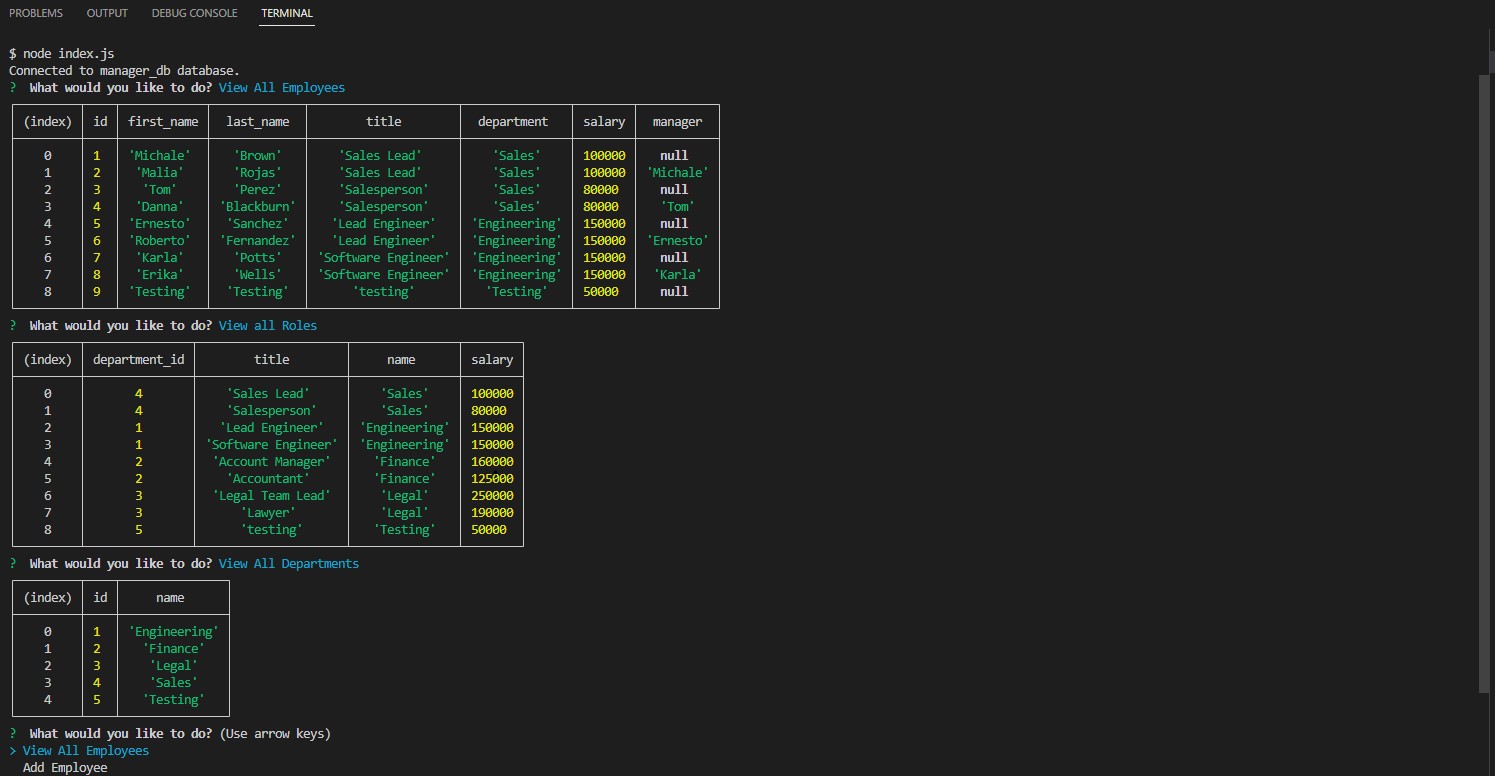 PROBLEMS OUTPUT DEBUG CONSOLE TERMINAL
$ node index.js
Connected to manager_db database.
? What would you like to do? View All Employees
(index) id first_name last_name title department salary manager
0 1 'Michale' 'Brown' 'Sales Lead' 'Sales' 100000 null
1 2 'Malia' 'Rojas' 'Sales Lead' 'Sales' 100000 'Michale'
2 3 'Tom' 'Perez' 'Salesperson' 'Sales' 80000 null
3 4 'Danna' 'Blackburn' 'Salesperson' 'Sales' 80000 'Tom'
4 5 'Ernesto' 'Sanchez' 'Lead Engineer' 'Engineering' 150000 null
5 6 'Roberto' 'Fernandez' 'Lead Engineer' 'Engineering' 150000 'Ernesto'
6 7 'Karla' 'Potts' 'Software Engineer' 'Engineering' 150000 null
7 8 'Erika' 'Wells' 'Software Engineer' 'Engineering' 150000 'Karla'
8 9 'Testing' 'Testing' 'testing' 'Testing' 50000 null
? What would you like to do? View all Roles
(index) department_id title name salary
0 4 'Sales Lead' 'Sales' 100000
1 4 'Salesperson' 'Sales' 80000
2 1 'Lead Engineer' 'Engineering' 150000
3 1 'Software Engineer' 'Engineering' 150000
4 2 'Account Manager' 'Finance' 160000
5 2 'Accountant' 'Finance' 125000
6 3 'Legal Team Lead' 'Legal' 250000
7 3 'Lawyer' 'Legal' 190000
8 5 'testing' 'Testing' 50000
? What would you like to do? View All Departments
(index) id name
0 1 'Engineering'
1 2 'Finance'
2 3 'Legal'
3 4 'Sales'
4 5 'Testing'
? What would you like to do? (Use arrow keys)
> View All Employees
Add Employee